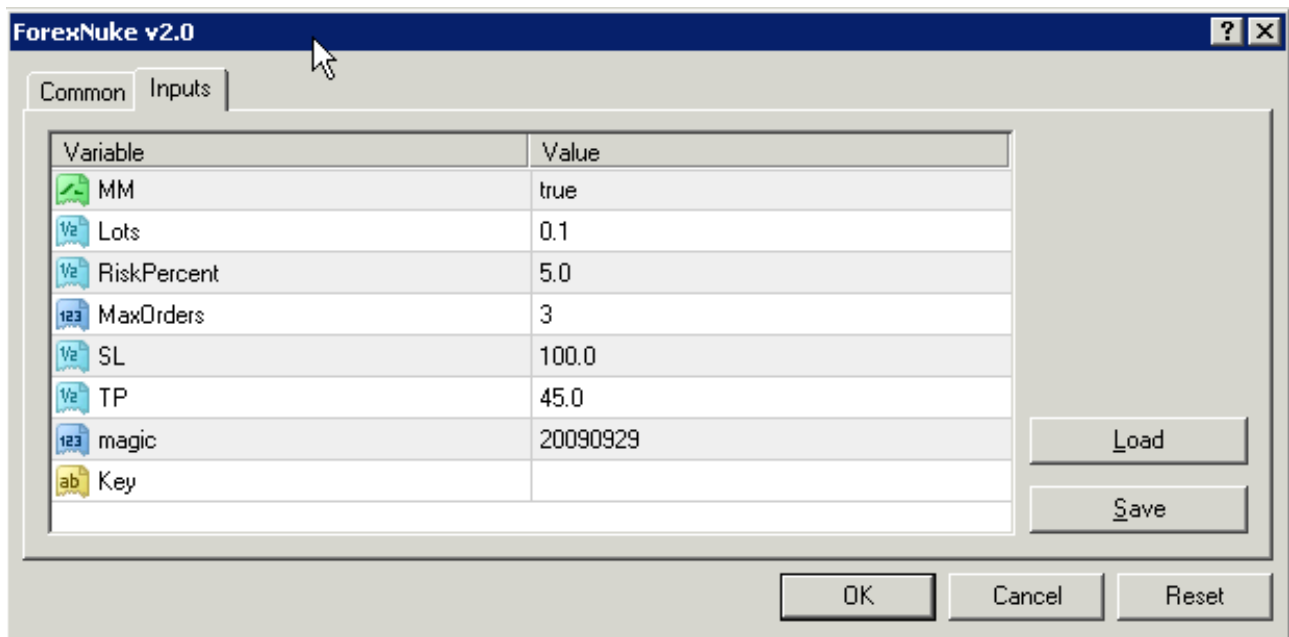 ForexNuke v2.0
Common Inputs
Variable Value
MM true
Lots 0.1
RiskPercent 5.0
MaxOrders 3
SL 100.0
TP 45.0
magic 20090929
Key
Load
Save
OK Cancel Reset